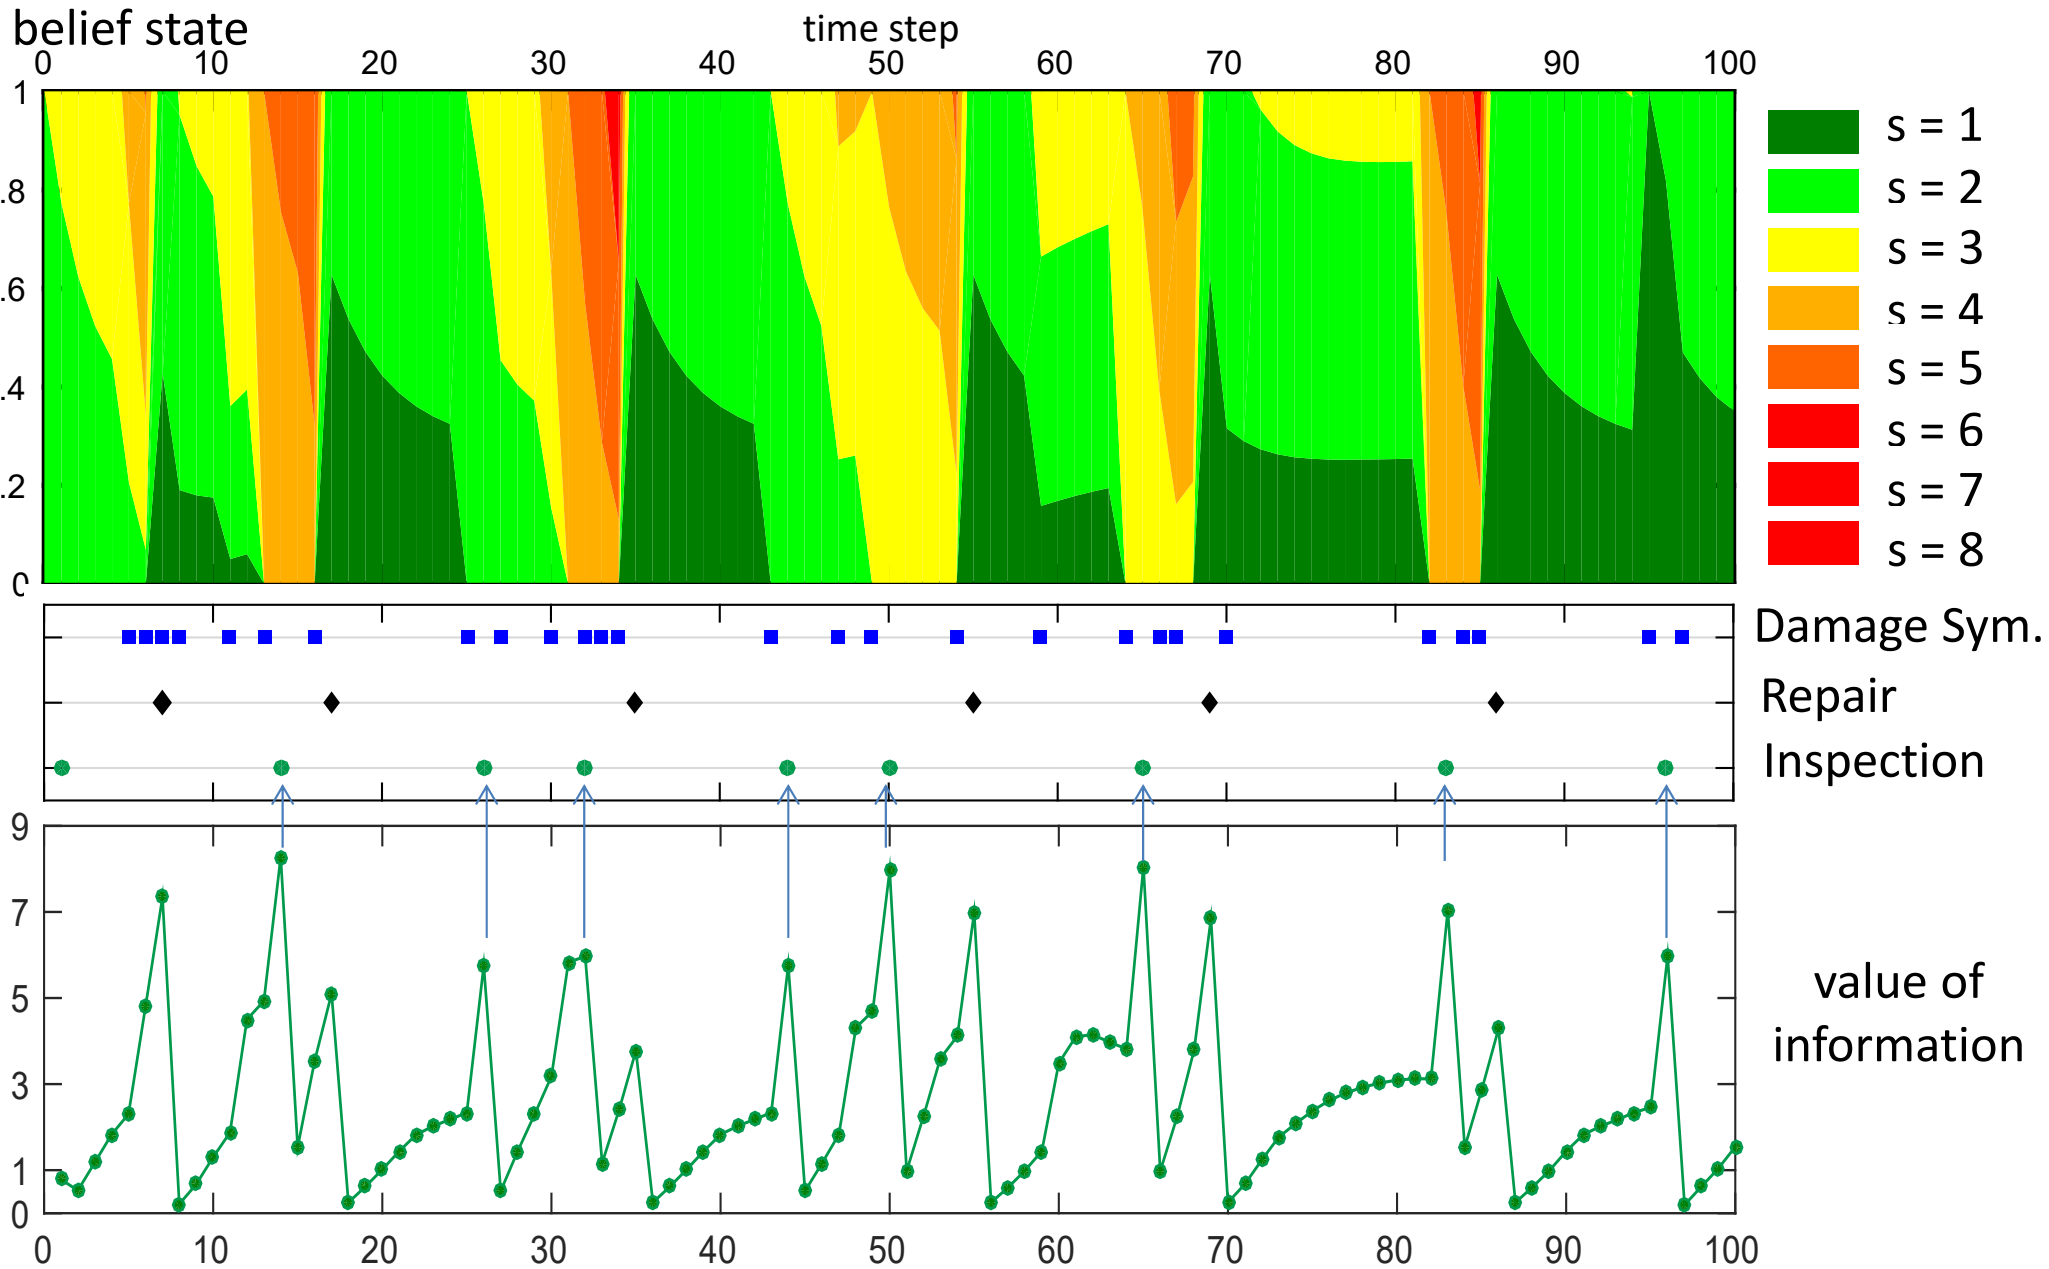 belief state
time step
0 10 20 30 40 50 60 70 80 90 100
1
.8
.6
.4
.2
0
s = 1
s = 2
s = 3
s = 4
s = 5
s = 6
s = 7
s = 8
Damage Sym.
Repair
Inspection
9
7
5
3
1
0
value of
information
0 10 20 30 40 50 60 70 80 90 100